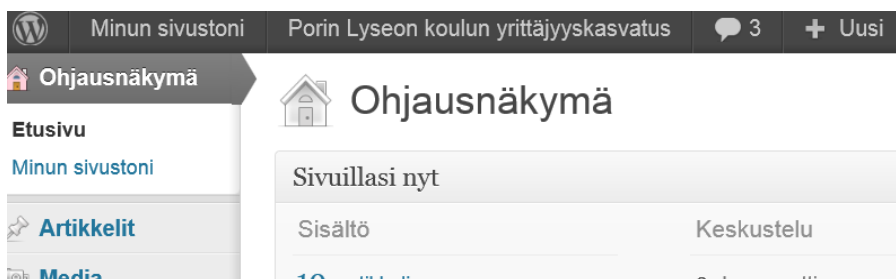 Minun sivustoni Porin Lyseon koulun yrittäjyyskasvatus 3 + Uusi
Ohjausnäkymä
Ohjausnäkymä
Etusivu
Minun sivustoni
Sivuillasi nyt
Artikkelit
Sisältö Keskustelu
Media